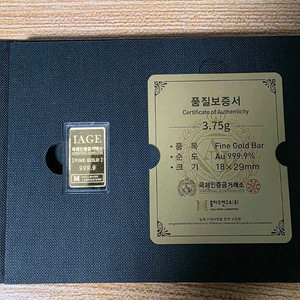 IAGE
국제인증금거래소
FINE GOLD
999.9
품질보증서
Certificate of Authenticity
3.75g
품 목 Fine Gold Bar
순 도 Au 999.9%
크 기 18×29mm
국제인증금거래소